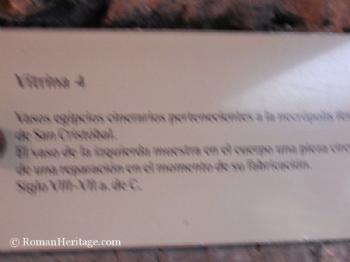 Vitrina 4
Vasos egipcios cinerarios pertenecientes a la necrópolis
de San Cristóbal.
El vaso de la izquierda muestra en el cuerpo una pieza
de una reparación en el momento de su fabricación.
Siglo VIII-VII a. de C.
© RomanHeritage.com